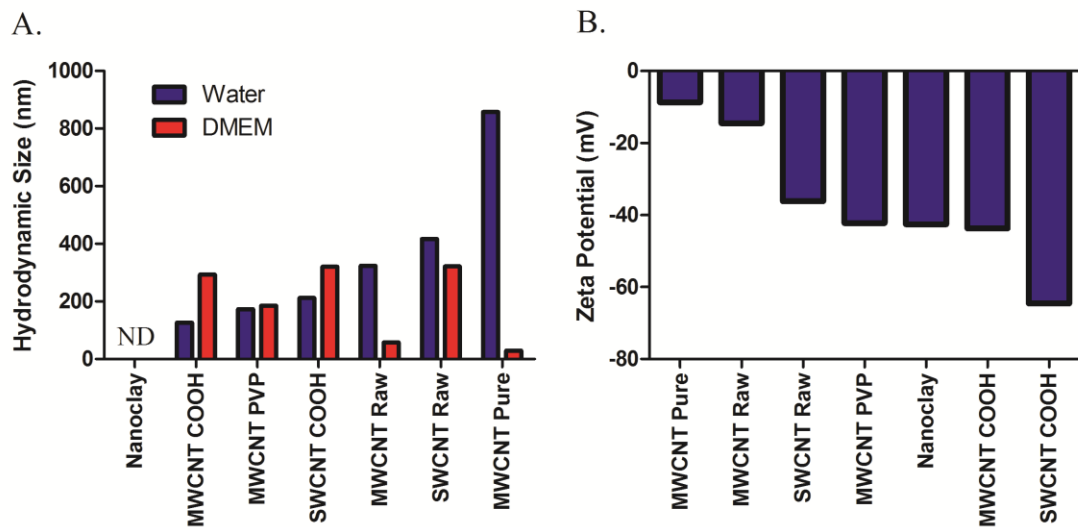 A.
Hydrodynamic Size (nm)
1000
800
600
400
200
0
Water
DMEM
ND
Nanoclay
MWCNT COOH
MWCNT PVP
SWCNT COOH
MWCNT Raw
SWCNT Raw
MWCNT Pure
B.
Zeta Potential (mV)
0
-20
-40
-60
-80
MWCNT Pure
MWCNT Raw
SWCNT Raw
MWCNT PVP
Nanoclay
MWCNT COOH
SWCNT COOH